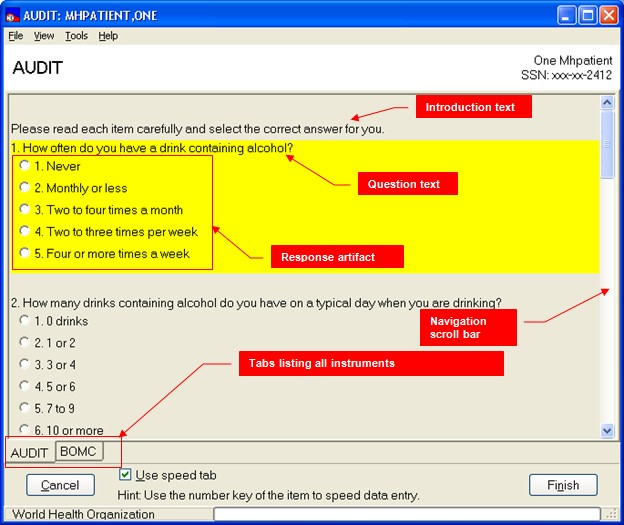 AUDIT: MHPATIENT,ONE
File View Tools Help
AUDIT
One Mhpatient
SSN: xxx-xx-2412
Introduction text
Please read each item carefully and select the correct answer for you.
1. How often do you have a drink containing alcohol?
1. Never
Question text
2. Monthly or less
3. Two to four times a month
4. Two to three times per week
5. Four or more times a week
Response artifact
2. How many drinks containing alcohol do you have on a typical day when you are drinking?
1. 0 drinks
Navigation
scroll bar
2. 1 or 2
3. 3 or 4
Tabs listing all instruments
4. 5 or 6
5. 7 to 9
6. 10 or more
AUDIT BOMC
Use speed tab
Cancel
Finish
Hint: Use the number key of the item to speed data entry.
World Health Organization